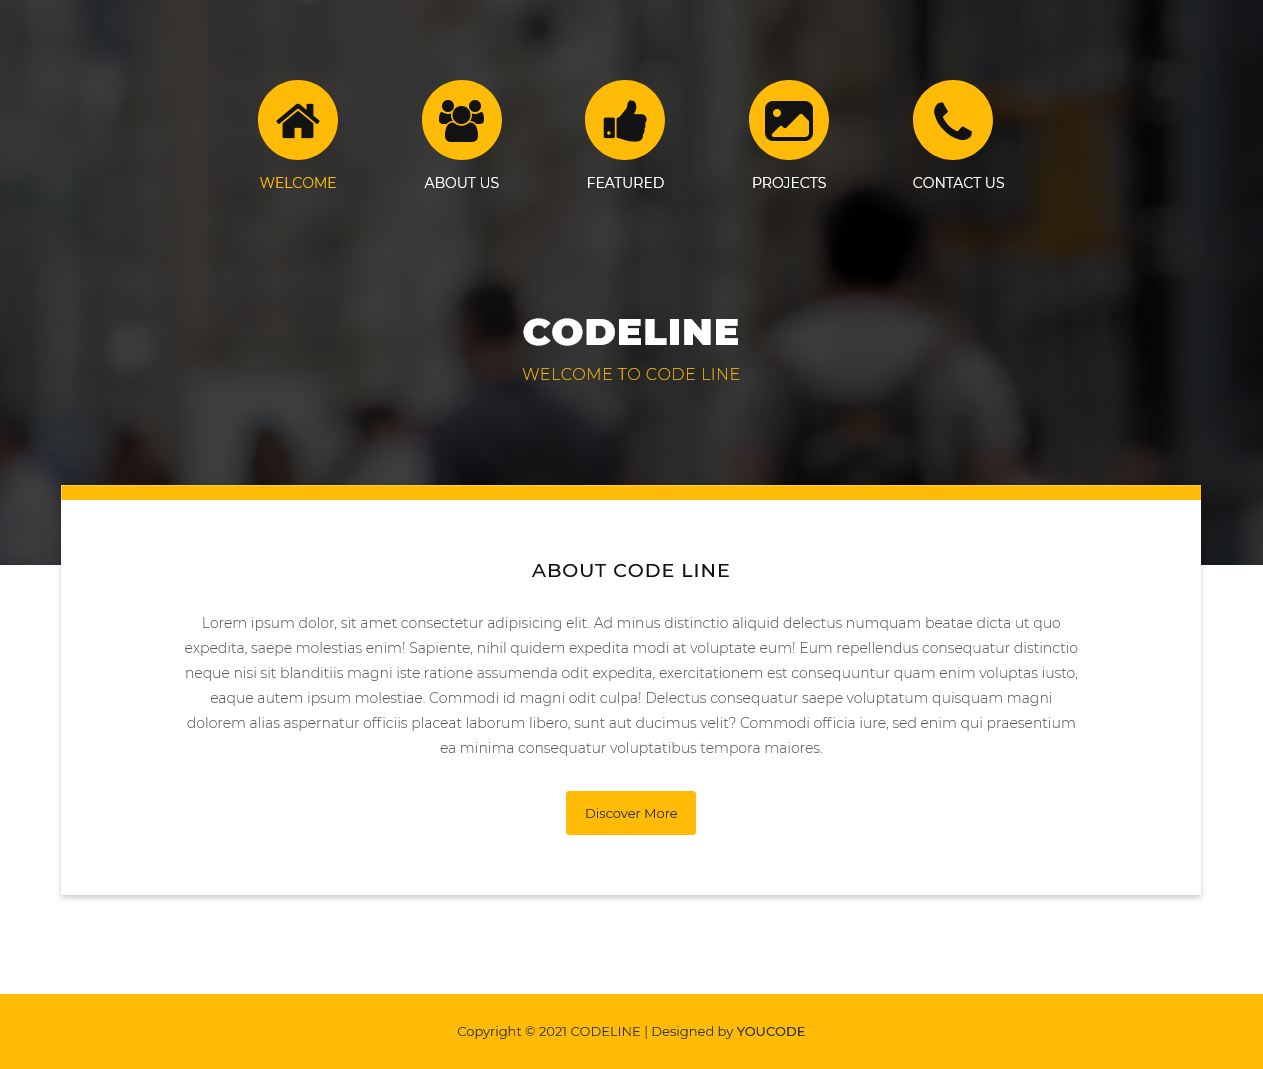 WELCOME
ABOUT US
FEATURED
PROJECTS
CONTACT US
CODELINE
WELCOME TO CODE LINE
ABOUT CODE LINE
Lorem ipsum dolor, sit amet consectetur adipisicing elit. Ad minus distinctio aliquid delectus numquam beatae dicta ut quo
expedita, saepe molestias enim! Sapiente, nihil quidem expedita modi at voluptate eum! Eum repellendus consequatur distinctio
neque nisi sit blanditiis magni iste ratione assumenda odit expedita, exercitationem est consequuntur quam enim voluptas iusto,
eaque autem ipsum molestiae. Commodi id magni odit culpa! Delectus consequatur saepe voluptatum quisquam magni
dolorem alias aspernatur officiis placeat laborum libero, sunt aut ducimus velit? Commodi officia iure, sed enim qui praesentium
ea minima consequatur voluptatibus tempora maiores.
Discover More
Copyright © 2021 CODELINE | Designed by YOUCODE